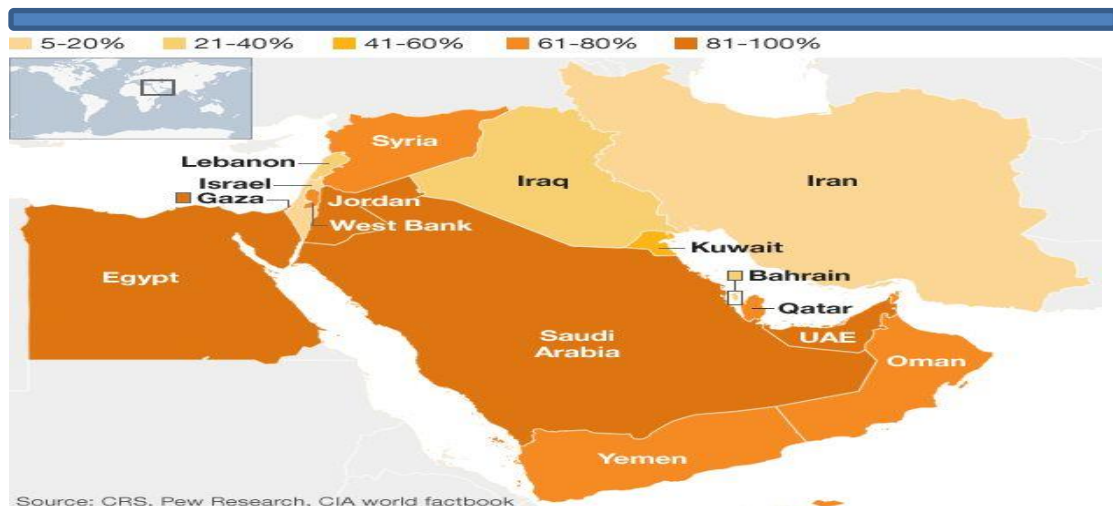 5-20% 21-40% 41-60% 61-80% 81-100%
Syria
Lebanon
Israel
Gaza
Jordan
West Bank
Iraq
Iran
Kuwait
Egypt
Bahrain
Qatar
Saudi
Arabia
UAE
Oman
Yemen
Source: CRS, Pew Research, CIA world factbook